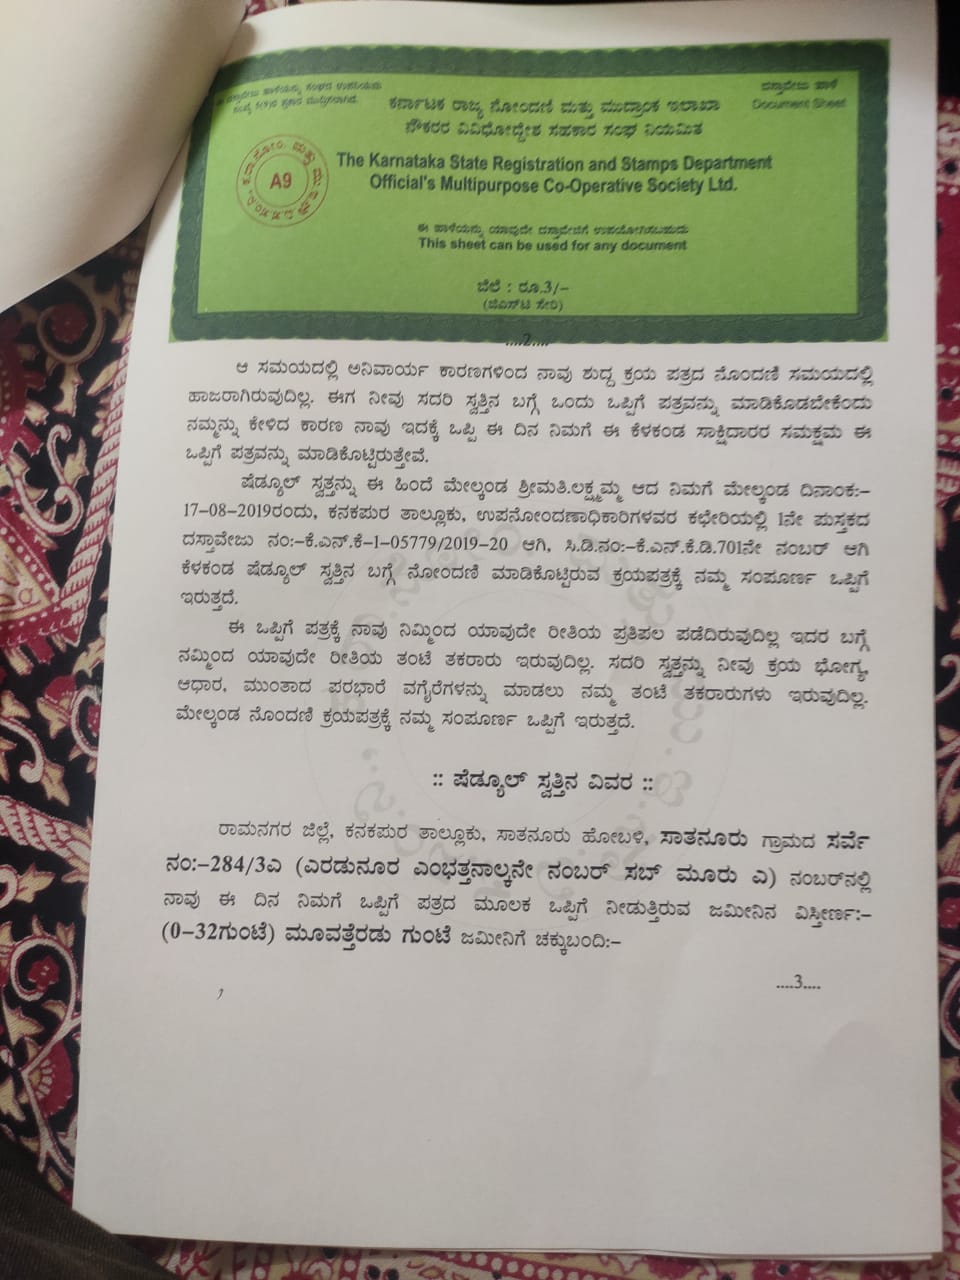 ಈ ದಸ್ತಾವೇಜು ಹಾಳೆಯನ್ನು ಸಂಘದ ಉಪನಿಯಮ
ದಸ್ತಾವೇಜು ಹಾಳೆ
Document Sheet
ಕರ್ನಾಟಕ ರಾಜ್ಯ ನೋಂದಣಿ ಮತ್ತು ಮುದ್ರಾಂಕ ಇಲಾಖಾ
ನೌಕರರ ವಿವಿಧೋದ್ದೇಶ ಸಹಕಾರ ಸಂಘ ನಿಯಮಿತ
A9
The Karnataka State Registration and Stamps Department
Official's Multipurpose Co-Operative Society Ltd.
ಈ ಹಾಳೆಯನ್ನು ಯಾವುದೇ ದಸ್ತಾವೇಜಿಗೆ ಉಪಯೋಗಿಸಬಹುದು
This sheet can be used for any document
ಬೆಲೆ : ರೂ.3/-
(ಜಿಎಸ್‌ಟಿ ಸೇರಿ)
....2....
ಆ ಸಮಯದಲ್ಲಿ ಅನಿವಾರ್ಯ ಕಾರಣಗಳಿಂದ ನಾವು ಶುದ್ದ ಕ್ರಯ ಪತ್ರದ ನೊಂದಣಿ ಸಮಯದಲ್ಲಿ
ಹಾಜರಾಗಿರುವುದಿಲ್ಲ. ಈಗ ನೀವು ಸದರಿ ಸ್ವತ್ತಿನ ಬಗ್ಗೆ ಒಂದು ಒಪ್ಪಿಗೆ ಪತ್ರವನ್ನು ಮಾಡಿಕೊಡಬೇಕೆಂದು
ನಮ್ಮನ್ನು ಕೇಳಿದ ಕಾರಣ ನಾವು ಇದಕ್ಕೆ ಒಪ್ಪಿ ಈ ದಿನ ನಿಮಗೆ ಈ ಕೆಳಕಂಡ ಸಾಕ್ಷಿದಾರರ ಸಮಕ್ಷಮ ಈ
ಒಪ್ಪಿಗೆ ಪತ್ರವನ್ನು ಮಾಡಿಕೊಟ್ಟಿರುತ್ತೇವೆ.
ಷೆಡ್ಯೂಲ್ ಸ್ವತ್ತನ್ನು ಈ ಹಿಂದೆ ಮೇಲ್ಕಂಡ ಶ್ರೀಮತಿ.ಲಕ್ಷ್ಮಮ್ಮ ಆದ ನಿಮಗೆ ಮೇಲ್ಕಂಡ ದಿನಾಂಕ:–
17–08–2019ರಂದು, ಕನಕಪುರ ತಾಲ್ಲೂಕು, ಉಪನೋಂದಣಾಧಿಕಾರಿಗಳವರ ಕಛೇರಿಯಲ್ಲಿ 1ನೇ ಪುಸ್ತಕದ
ದಸ್ತಾವೇಜು ನಂ:–ಕೆ.ಎನ್.ಕೆ–1–05779/2019–20 ಆಗಿ, ಸಿ.ಡಿ.ನಂ:–ಕೆ.ಎನ್.ಕೆ.ಡಿ.701ನೇ ನಂಬರ್ ಆಗಿ
ಕೆಳಕಂಡ ಷೆಡ್ಯೂಲ್ ಸ್ವತ್ತಿನ ಬಗ್ಗೆ ನೋಂದಣಿ ಮಾಡಿಕೊಟ್ಟಿರುವ ಕ್ರಯಪತ್ರಕ್ಕೆ ನಮ್ಮ ಸಂಪೂರ್ಣ ಒಪ್ಪಿಗೆ
ಇರುತ್ತದೆ.
ಈ ಒಪ್ಪಿಗೆ ಪತ್ರಕ್ಕೆ ನಾವು ನಿಮ್ಮಿಂದ ಯಾವುದೇ ರೀತಿಯ ಪ್ರತಿಪಲ ಪಡೆದಿರುವುದಿಲ್ಲ ಇದರ ಬಗ್ಗೆ
ನಮ್ಮಿಂದ ಯಾವುದೇ ರೀತಿಯ ತಂಟೆ ತಕರಾರು ಇರುವುದಿಲ್ಲ. ಸದರಿ ಸ್ವತ್ತನ್ನು ನೀವು ಕ್ರಯ ಭೋಗ್ಯ,
ಆಧಾರ, ಮುಂತಾದ ಪರಭಾರೆ ವಗೈರೆಗಳನ್ನು ಮಾಡಲು ನಮ್ಮ ತಂಟೆ ತಕರಾರುಗಳು ಇರುವುದಿಲ್ಲ.
ಮೇಲ್ಕಂಡ ನೊಂದಣಿ ಕ್ರಯಪತ್ರಕ್ಕೆ ನಮ್ಮ ಸಂಪೂರ್ಣ ಒಪ್ಪಿಗೆ ಇರುತ್ತದೆ.
:: ಷೆಡ್ಯೂಲ್ ಸ್ವತ್ತಿನ ವಿವರ ::
ರಾಮನಗರ ಜಿಲ್ಲೆ, ಕನಕಪುರ ತಾಲ್ಲೂಕು, ಸಾತನೂರು ಹೋಬಳಿ, ಸಾತನೂರು ಗ್ರಾಮದ ಸರ್ವೆ
ನಂ:–284/3ಎ (ಎರಡುನೂರ ಎಂಭತ್ತನಾಲ್ಕನೇ ನಂಬರ್ ಸಬ್ ಮೂರು ಎ) ನಂಬರ್‌ನಲ್ಲಿ
ನಾವು ಈ ದಿನ ನಿಮಗೆ ಒಪ್ಪಿಗೆ ಪತ್ರದ ಮೂಲಕ ಒಪ್ಪಿಗೆ ನೀಡುತ್ತಿರುವ ಜಮೀನಿನ ವಿಸ್ತೀರ್ಣ:–
(0–32ಗುಂಟೆ) ಮೂವತ್ತೆರಡು ಗುಂಟೆ ಜಮೀನಿಗೆ ಚಕ್ಕುಬಂದಿ:–
....3....